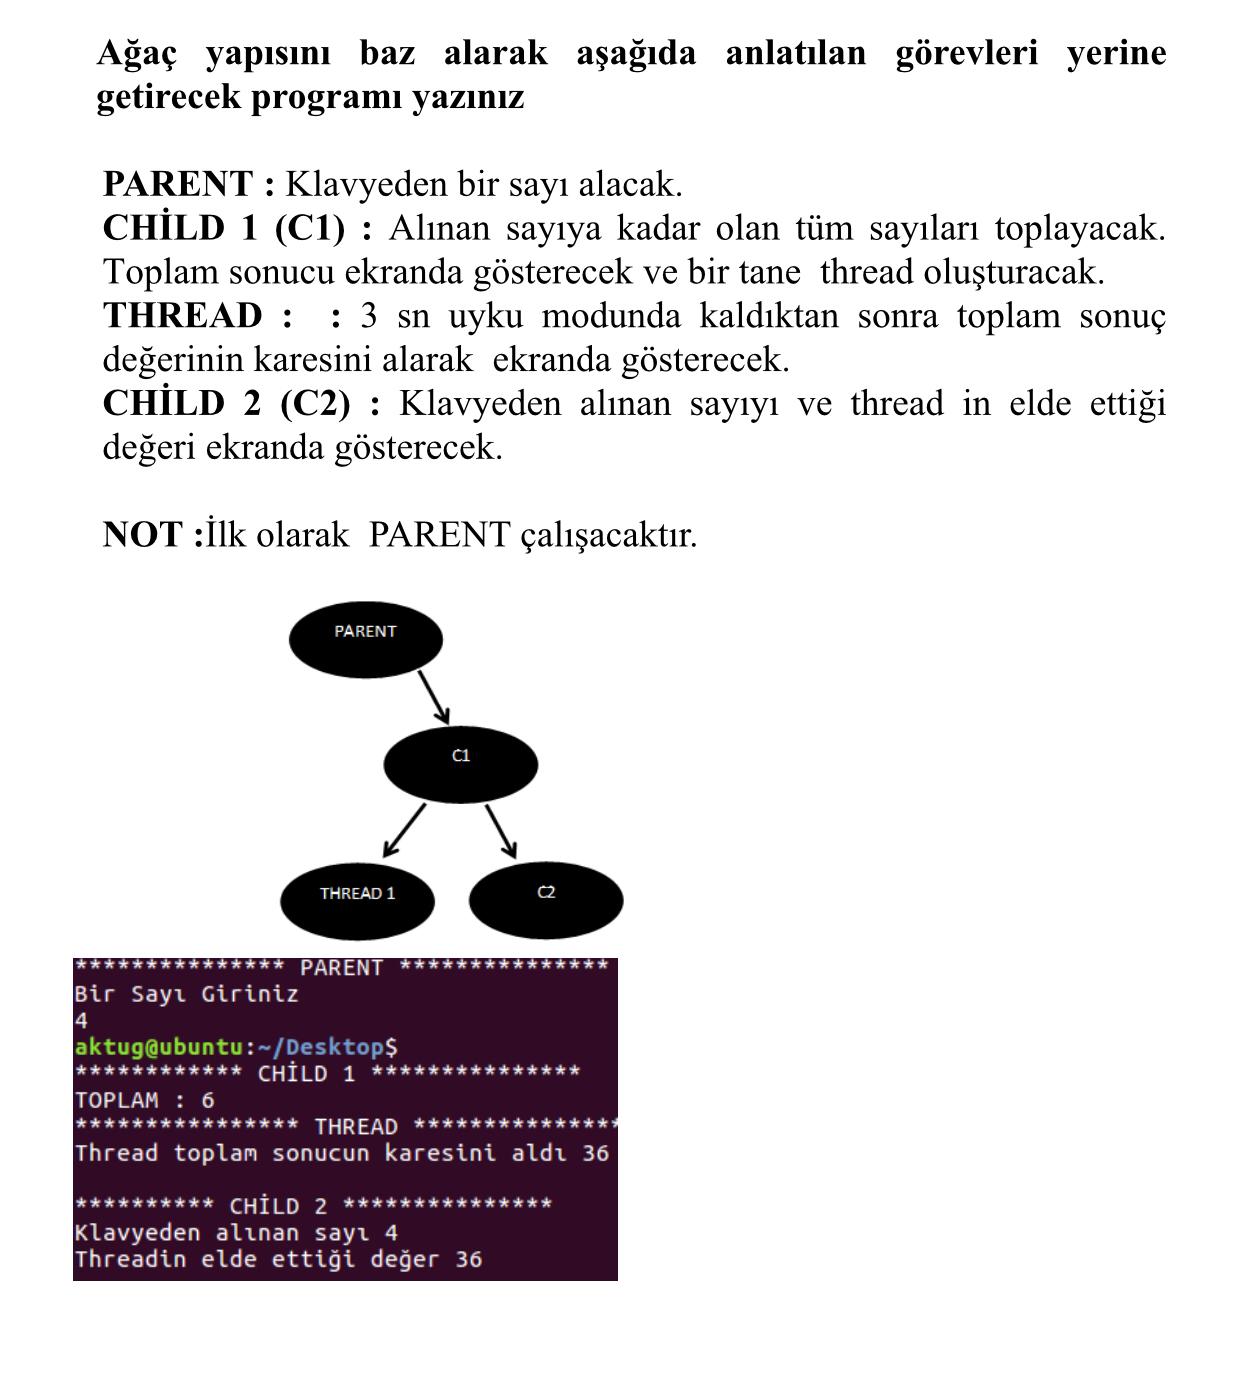 Ağaç yapısını baz alarak aşağıda anlatılan görevleri yerine
getirecek programı yazınız
PARENT : Klavyeden bir sayı alacak.
CHİLD 1 (C1) : Alınan sayıya kadar olan tüm sayıları toplayacak.
Toplam sonucu ekranda gösterecek ve bir tane thread oluşturacak.
THREAD : : 3 sn uyku modunda kaldıktan sonra toplam sonuç
değerinin karesini alarak ekranda gösterecek.
CHİLD 2 (C2) : Klavyeden alınan sayıyı ve thread in elde ettiği
değeri ekranda gösterecek.
NOT :İlk olarak PARENT çalışacaktır.
PARENT
C1
THREAD 1
C2
*************** PARENT ***************
Bir Sayı Giriniz
4
aktug@ubuntu:~/Desktop$
************ CHİLD 1 ***************
TOPLAM : 6
**************** THREAD ***************
Thread toplam sonucun karesini aldı 36
********** CHİLD 2 ***************
Klavyeden alınan sayı 4
Threadin elde ettiği değer 36